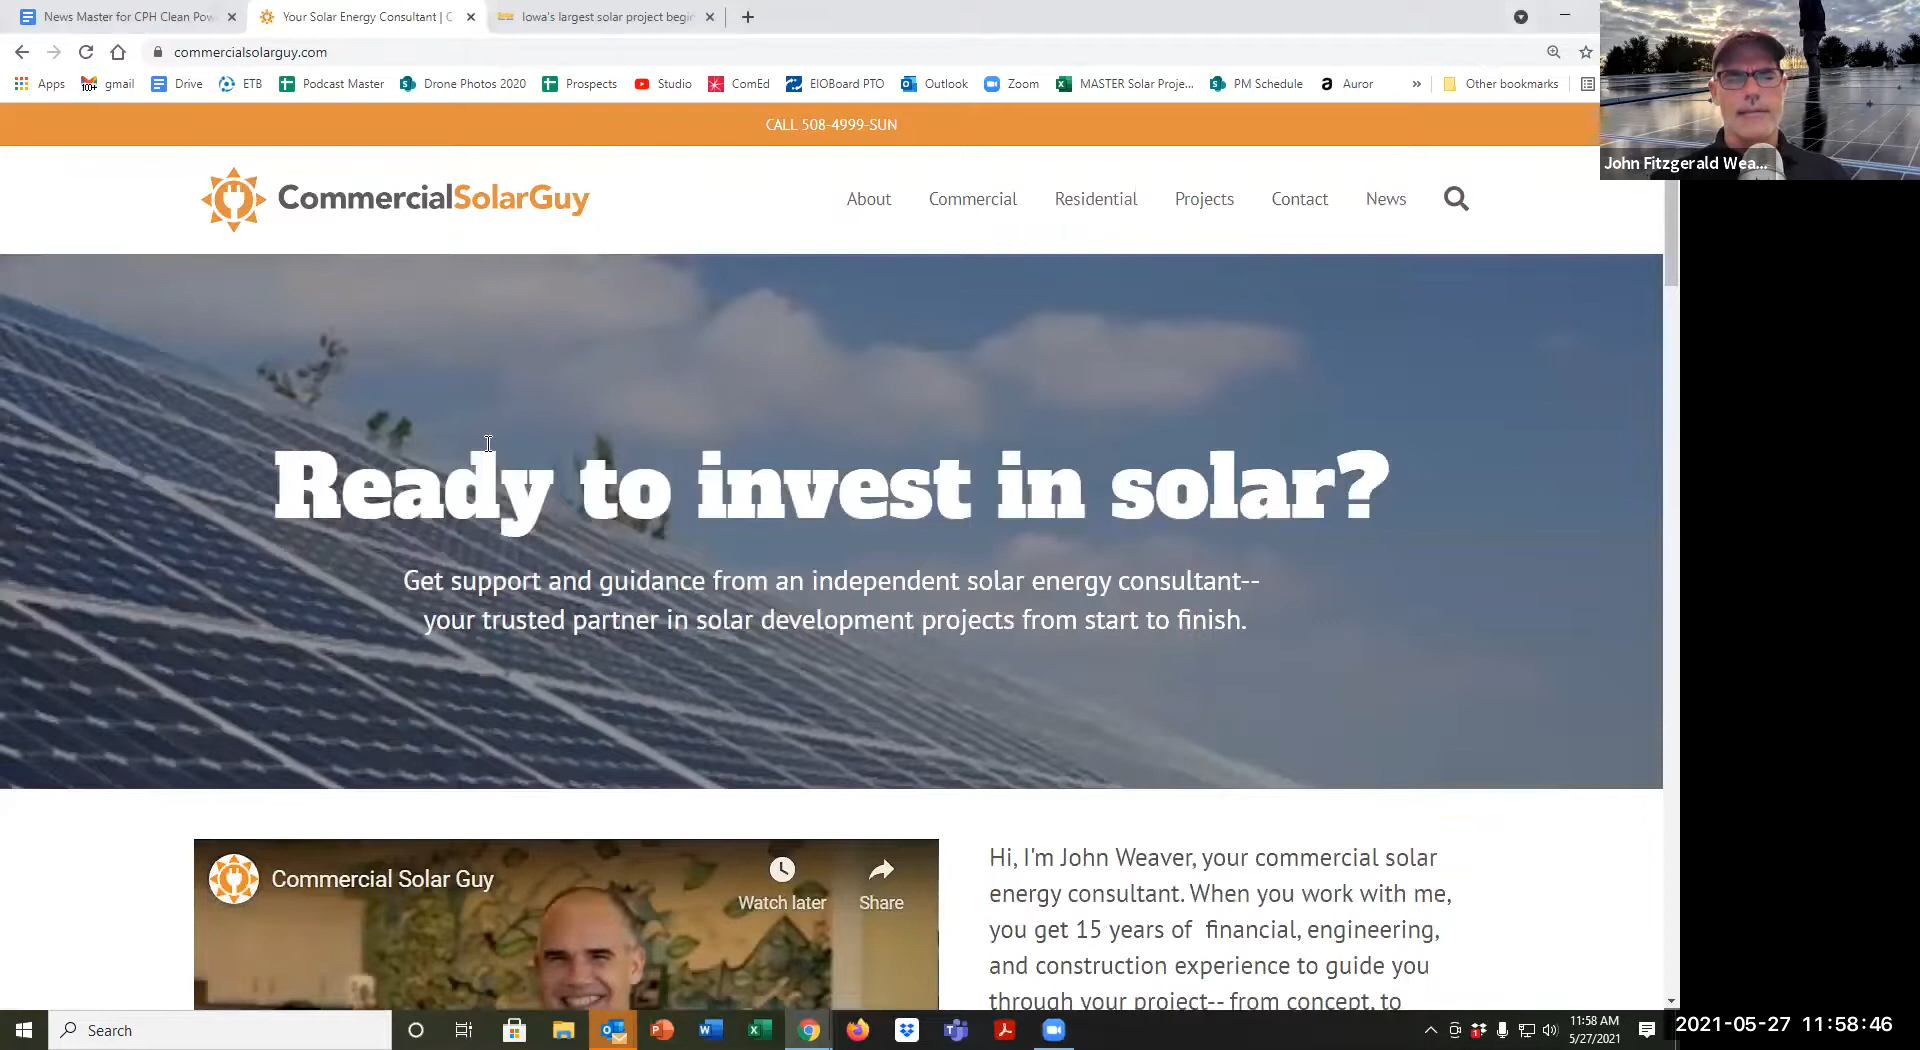 News Master for CPH Clean Pow
Your Solar Energy Consultant | C
Iowa's largest solar project begin
commercialsolarguy.com
Apps
gmail
Drive
ETB
Podcast Master
Drone Photos 2020
Prospects
Studio
ComEd
EIOBoard PTO
Outlook
Zoom
MASTER Solar Proje...
PM Schedule
Auror
Other bookmarks
John Fitzgerald Wea...
CALL 508-4999-SUN
CommercialSolarGuy
About
Commercial
Residential
Projects
Contact
News
Ready to invest in solar?
Get support and guidance from an independent solar energy consultant--
your trusted partner in solar development projects from start to finish.
Commercial Solar Guy
Watch later
Share
Hi, I'm John Weaver, your commercial solar
energy consultant. When you work with me,
you get 15 years of financial, engineering,
and construction experience to guide you
through your project-- from concept, to
Search
11:58 AM
5/27/2021
2021-05-27 11:58:46